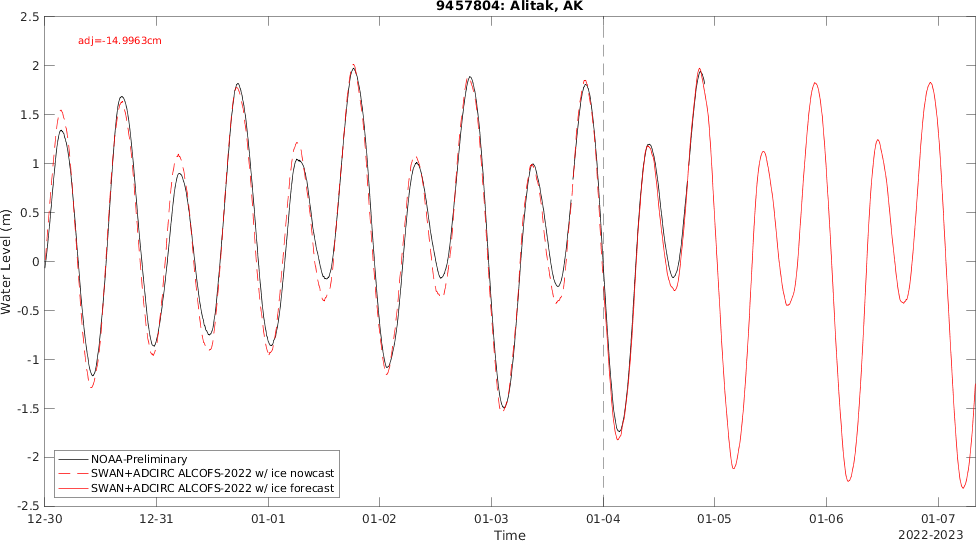 9457804: Alitak, AK
adj=-14.9963cm
2.5
2
1.5
1
0.5
0
-0.5
-1
-1.5
-2
-2.5
Water Level (m)
NOAA-Preliminary
SWAN+ADCIRC ALCOFS-2022 w/ ice nowcast
SWAN+ADCIRC ALCOFS-2022 w/ ice forecast
12-30 12-31 01-01 01-02 01-03 01-04 01-05 01-06 01-07
Time
2022-2023